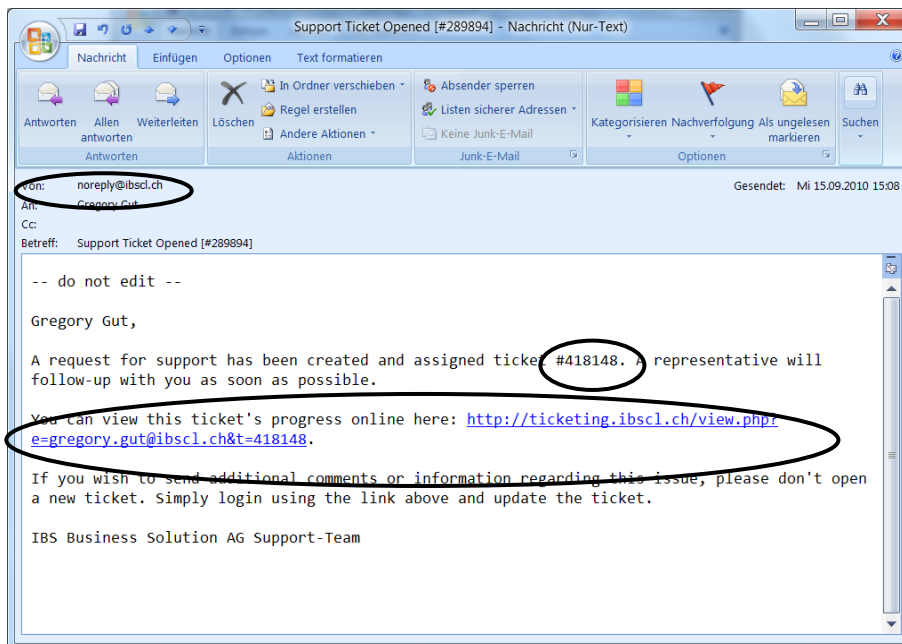 Support Ticket Opened [#289894] - Nachricht (Nur-Text)
Nachricht Einfügen Optionen Text formatieren
In Ordner verschieben Absender sperren
Regel erstellen Listen sicherer Adressen
Antworten Allen antworten Weiterleiten Löschen Andere Aktionen Keine Junk-E-Mail Kategorisieren Nachverfolgung Als ungelesen markieren Suchen
Antworten Aktionen Junk-E-Mail Optionen
Von: noreply@ibscl.ch Gesendet: Mi 15.09.2010 15:08
An: Gregory Gut
Cc:
Betreff: Support Ticket Opened [#289894]
-- do not edit --
Gregory Gut,
A request for support has been created and assigned ticket #418148. A representative will
follow-up with you as soon as possible.
You can view this ticket's progress online here: http://ticketing.ibscl.ch/view.php?
e=gregory.gut@ibscl.ch&t=418148.
If you wish to send additional comments or information regarding this issue, please don't open
a new ticket. Simply login using the link above and update the ticket.
IBS Business Solution AG Support-Team